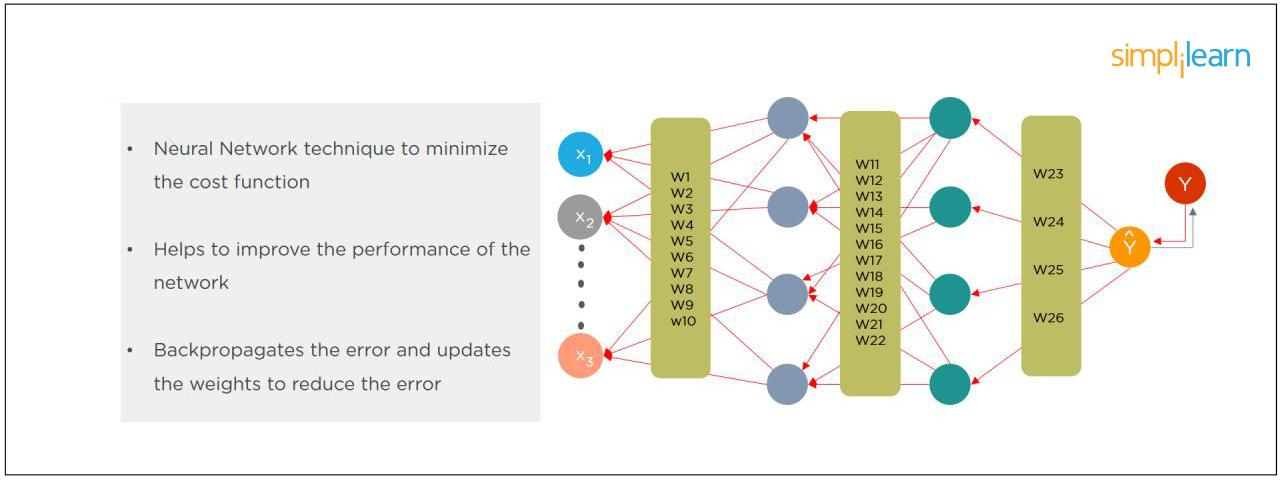 simplilearn
• Neural Network technique to minimize
the cost function
• Helps to improve the performance of the
network
• Backpropagates the error and updates
the weights to reduce the error
x1
x2
x3
W1
W2
W3
W4
W5
W6
W7
W8
W9
w10
W11
W12
W13
W14
W15
W16
W17
W18
W19
W20
W21
W22
W23
W24
W25
W26
Ŷ
Y